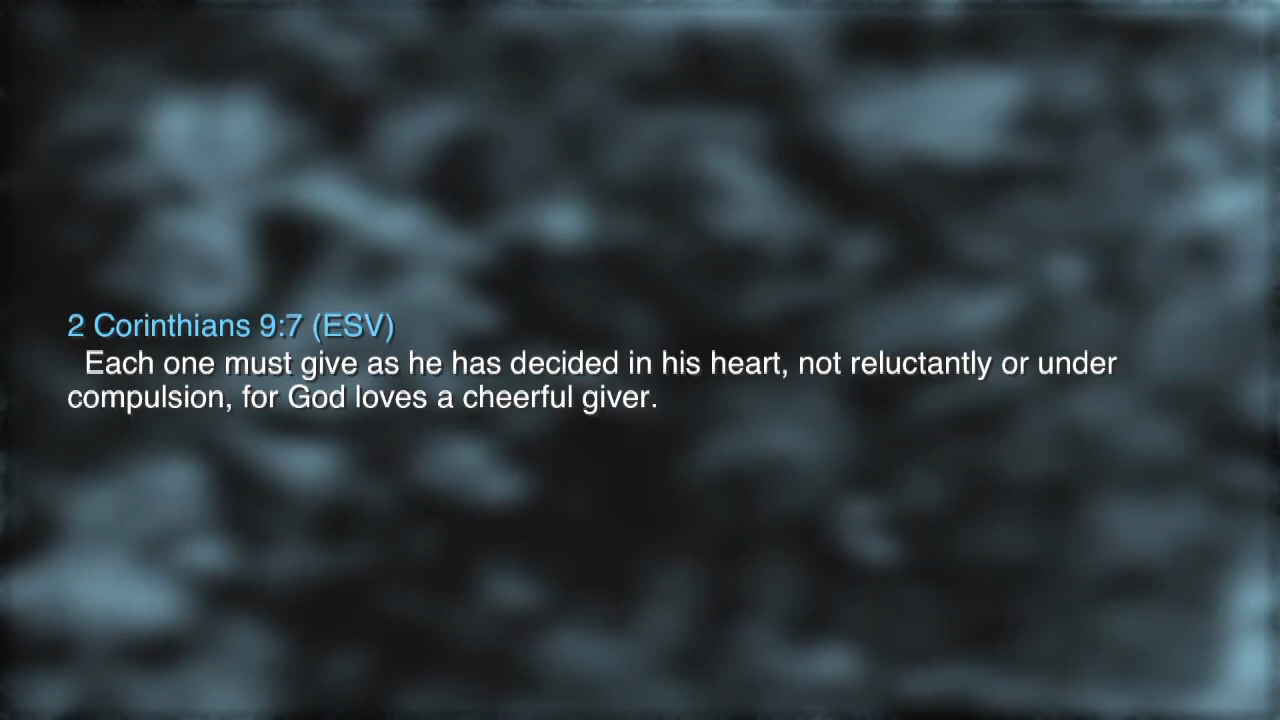 2 Corinthians 9:7 (ESV)
Each one must give as he has decided in his heart, not reluctantly or under
compulsion, for God loves a cheerful giver.